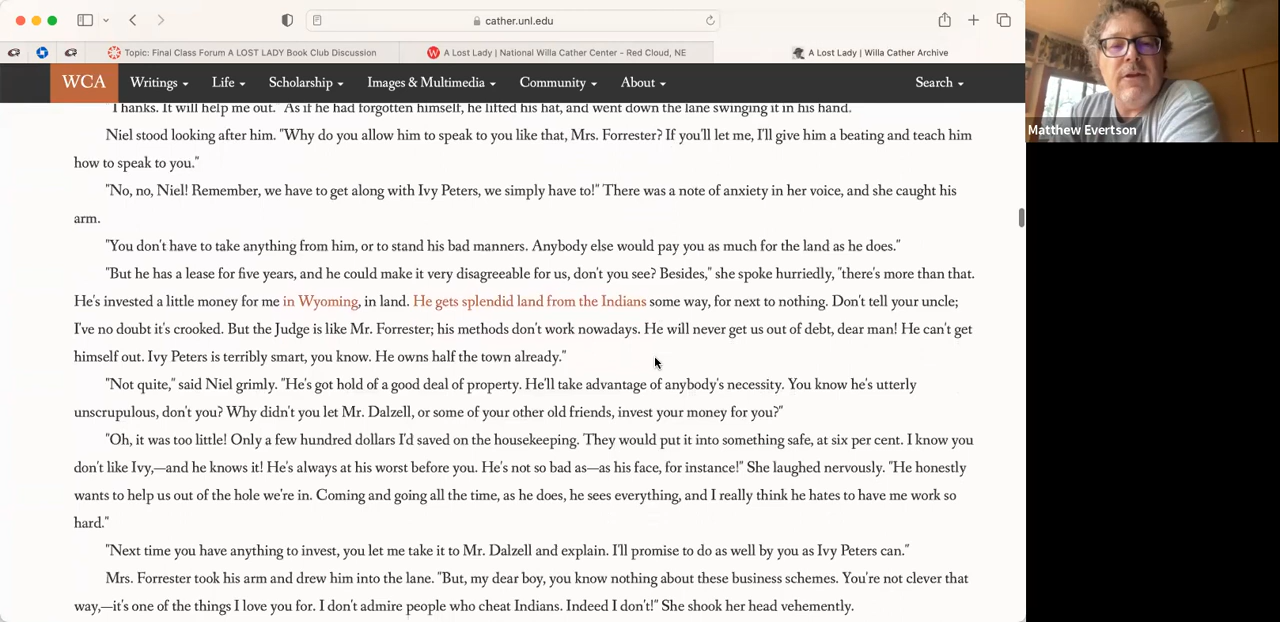 cather.unl.edu
Topic: Final Class Forum A LOST LADY Book Club Discussion
A Lost Lady | National Willa Cather Center - Red Cloud, NE
A Lost Lady | Willa Cather Archive
WCA
Writings
Life
Scholarship
Images & Multimedia
Community
About
Search
Matthew Evertson
"Thanks. It will help me out." As if he had forgotten himself, he lifted his hat, and went down the lane swinging it in his hand.
Niel stood looking after him. "Why do you allow him to speak to you like that, Mrs. Forrester? If you'll let me, I'll give him a beating and teach him
how to speak to you."
"No, no, Niel! Remember, we have to get along with Ivy Peters, we simply have to!" There was a note of anxiety in her voice, and she caught his
arm.
"You don't have to take anything from him, or to stand his bad manners. Anybody else would pay you as much for the land as he does."
"But he has a lease for five years, and he could make it very disagreeable for us, don't you see? Besides," she spoke hurriedly, "there's more than that.
He's invested a little money for me in Wyoming, in land. He gets splendid land from the Indians some way, for next to nothing. Don't tell your uncle;
I've no doubt it's crooked. But the Judge is like Mr. Forrester; his methods don't work nowadays. He will never get us out of debt, dear man! He can't get
himself out. Ivy Peters is terribly smart, you know. He owns half the town already."
"Not quite," said Niel grimly. "He's got hold of a good deal of property. He'll take advantage of anybody's necessity. You know he's utterly
unscrupulous, don't you? Why didn't you let Mr. Dalzell, or some of your other old friends, invest your money for you?"
"Oh, it was too little! Only a few hundred dollars I'd saved on the housekeeping. They would put it into something safe, at six per cent. I know you
don't like Ivy,—and he knows it! He's always at his worst before you. He's not so bad as—as his face, for instance!" She laughed nervously. "He honestly
wants to help us out of the hole we're in. Coming and going all the time, as he does, he sees everything, and I really think he hates to have me work so
hard."
"Next time you have anything to invest, you let me take it to Mr. Dalzell and explain. I'll promise to do as well by you as Ivy Peters can."
Mrs. Forrester took his arm and drew him into the lane. "But, my dear boy, you know nothing about these business schemes. You're not clever that
way,—it's one of the things I love you for. I don't admire people who cheat Indians. Indeed I don't!" She shook her head vehemently.